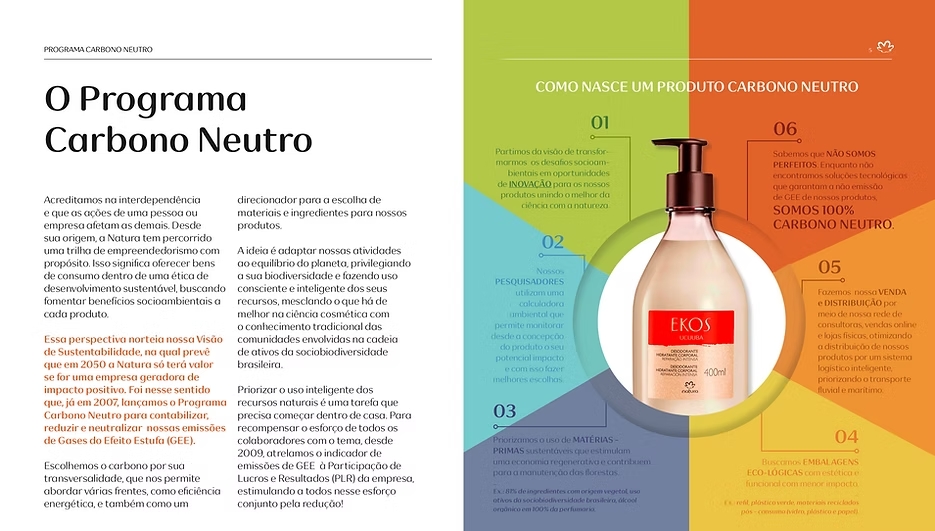 PROGRAMA CARBONO NEUTRO
O Programa
Carbono Neutro
Acreditamos na interdependência
e que as ações de uma pessoa ou
empresa afetam as demais. Desde
sua origem, a Natura tem percorrido
uma trilha de empreendedorismo com
propósito. Isso significa oferecer bens
de consumo dentro de uma ética de
desenvolvimento sustentável, buscando
fomentar benefícios socioambientais a
cada produto.
Essa perspectiva norteia nossa Visão
de Sustentabilidade, na qual prevê
que em 2050 a Natura só terá valor
se for uma empresa geradora de
impacto positivo. Foi nesse sentido
que, já em 2007, lançamos o Programa
Carbono Neutro para contabilizar,
reduzir e neutralizar nossas emissões
de Gases do Efeito Estufa (GEE).
Escolhemos o carbono por sua
transversalidade, que nos permite
abordar várias frentes, como eficiência
energética, e também como um
direcionador para a escolha de
materiais e ingredientes para nossos
produtos.
A ideia é adaptar nossas atividades
ao equilíbrio do planeta, privilegiando
a sua biodiversidade e fazendo uso
consciente e inteligente dos seus
recursos, mesclando o que há de
melhor na ciência cosmética com
o conhecimento tradicional das
comunidades envolvidas na cadeia
de ativos da sociobiodiversidade
brasileira.
Priorizar o uso inteligente dos
recursos naturais é uma tarefa que
precisa começar dentro de casa. Para
recompensar o esforço de todos os
colaboradores com o tema, desde
2009, atrelamos o indicador de
emissões de GEE à Participação de
Lucros e Resultados (PLR) da empresa,
estimulando a todos nesse esforço
conjunto pela redução!
5
COMO NASCE UM PRODUTO CARBONO NEUTRO
01
Partimos da visão de transfor-
marmos os desafios socioam-
bientais em oportunidades
de INOVAÇÃO para os nossos
produtos unindo o melhor da
ciência com a natureza.
02
Nossos
PESQUISADORES
utilizam uma
calculadora
ambiental que
permite monitorar
desde a concepção
do produto o seu
potencial impacto
e com isso fazer
melhores escolhas.
03
Priorizamos o uso de MATÉRIAS-
PRIMAS sustentáveis que estimulam
uma economia regenerativa e contribuem
para a manutenção das florestas.
Ex.: 81% de ingredientes com origem vegetal, uso
ativos da sociobiodiversidade brasileira, álcool
orgânico em 100% da perfumaria.
04
Buscamos EMBALAGENS
ECO-LÓGICAS com estética e
funcional com menor impacto.
Ex.: refil, plástico verde, materiais reciclados
pós-consumo (vidro, plástico e papel).
05
Fazemos nossa VENDA
e DISTRIBUIÇÃO por
meio de nossa rede de
consultoras, vendas online
e lojas físicas, otimizando
a distribuição de nossos
produtos por um sistema
logístico inteligente,
priorizando o transporte
fluvial e marítimo.
06
Sabemos que NÃO SOMOS
PERFEITOS. Enquanto não
encontramos soluções tecnológicas
que garantam a não emissão
de GEE de nossos produtos,
SOMOS 100%
CARBONO NEUTRO.
EKOS
UCUUBA
DESODORANTE
HIDRATANTE CORPORAL
REPARAÇÃO INTENSIVA
DESODORANTE
HIDRATANTE CORPORAL
REPARACIÓN INTENSIVA
400ml
natura